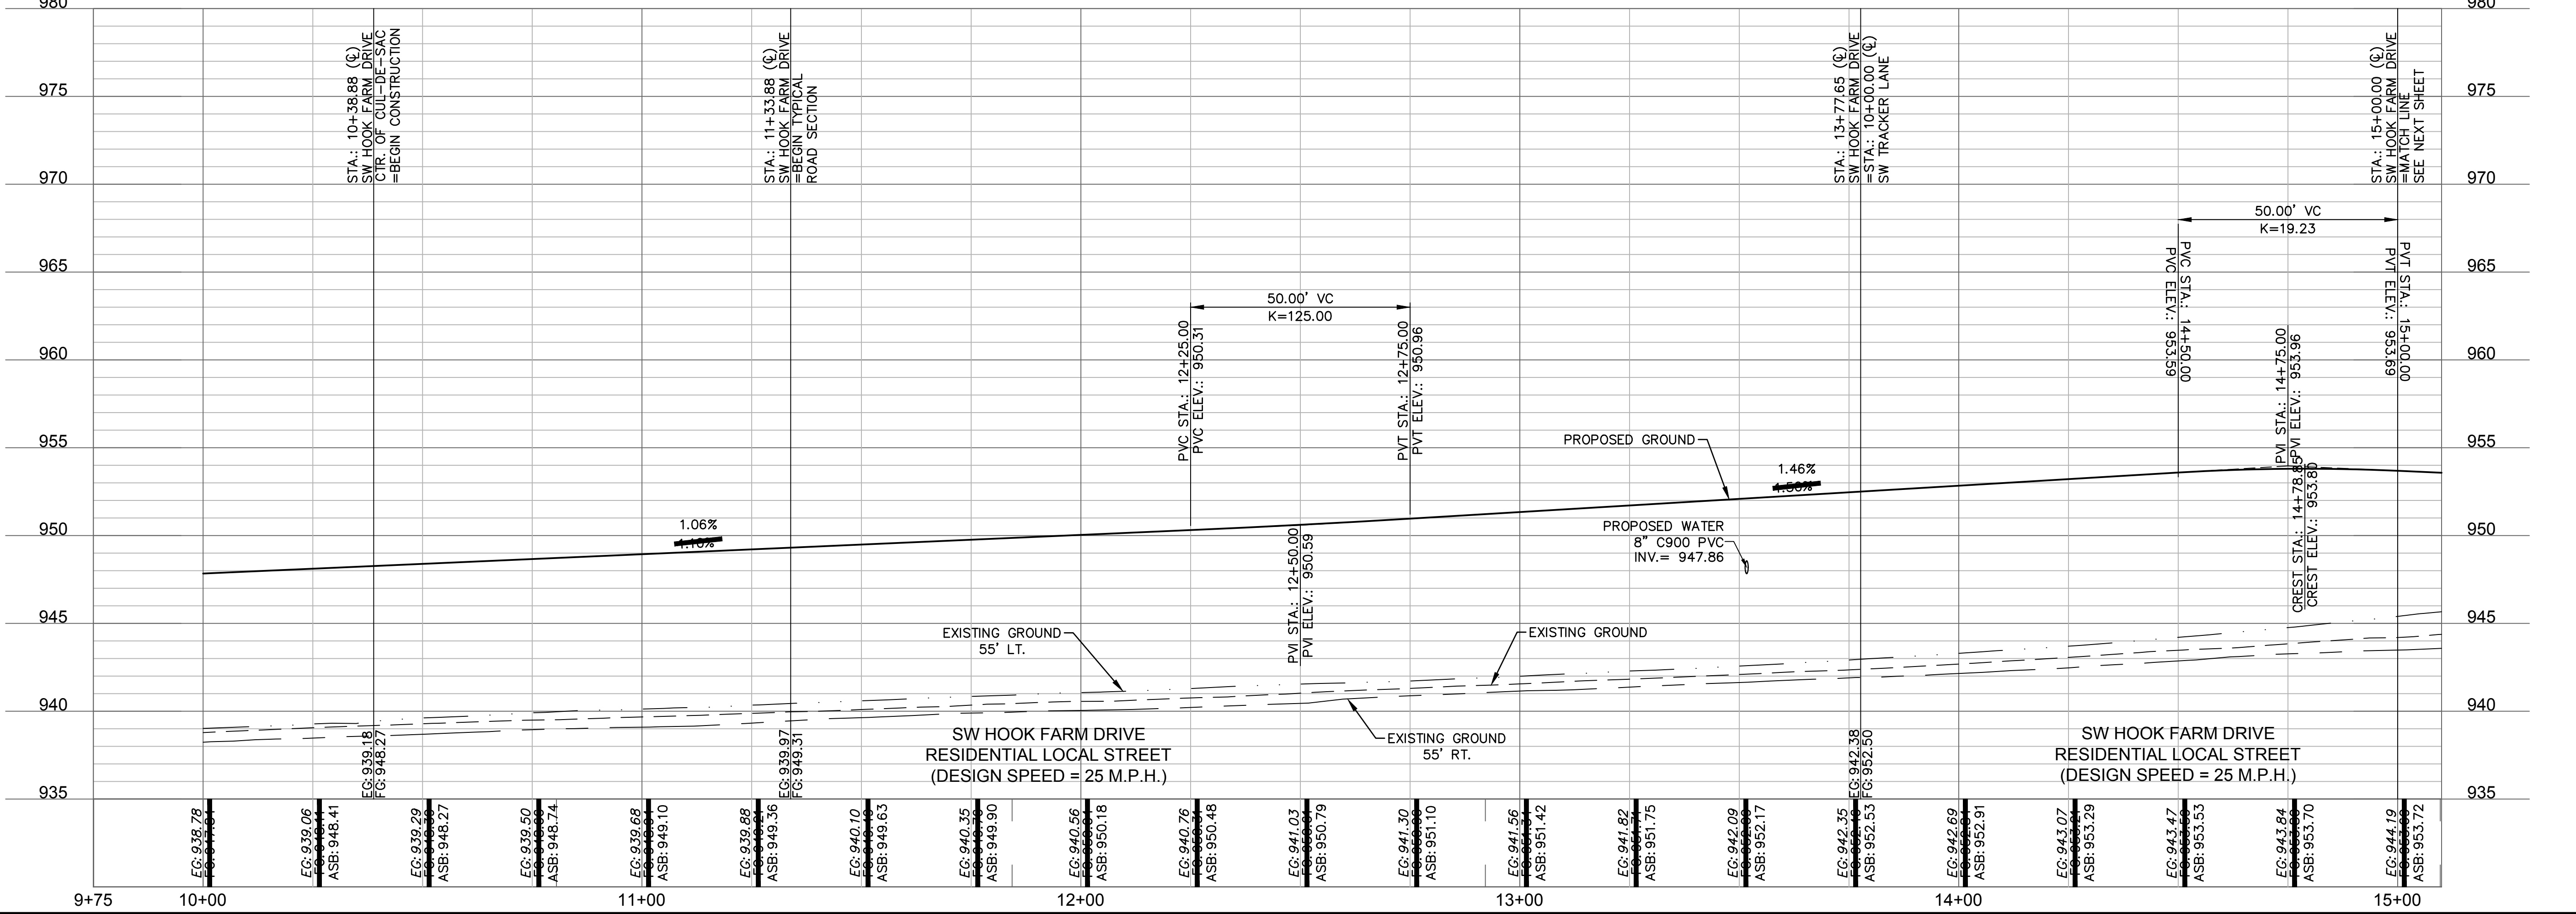 980
980
975
975
970
970
965
965
960
960
955
955
950
950
945
945
940
940
935
935
STA.: 10+38.88 (℄)
SW HOOK FARM DRIVE
CTR. OF CUL-DE-SAC
=BEGIN CONSTRUCTION
STA.: 11+33.88 (℄)
SW HOOK FARM DRIVE
=BEGIN TYPICAL
ROAD SECTION
STA.: 13+77.65 (℄)
SW HOOK FARM DRIVE
=STA.: 10+00.00 (℄)
SW TRACKER LANE
STA.: 15+00.00 (℄)
SW HOOK FARM DRIVE
=MATCH LINE
SEE NEXT SHEET
50.00' VC
K=19.23
PVC STA.: 14+50.00
PVC ELEV.: 953.59
PVT STA.: 15+00.00
PVT ELEV.: 953.69
50.00' VC
K=125.00
PVC STA.: 12+25.00
PVC ELEV.: 950.31
PVT STA.: 12+75.00
PVT ELEV.: 950.96
PVI STA.: 14+75.00
PVI ELEV.: 953.96
CREST STA.: 14+78.85
CREST ELEV.: 953.80
PROPOSED GROUND
1.46%
1.06%
PROPOSED WATER
8" C900 PVC
INV.= 947.86
PVI STA.: 12+50.00
PVI ELEV.: 950.59
EXISTING GROUND
55' LT.
EXISTING GROUND
EXISTING GROUND
55' RT.
SW HOOK FARM DRIVE
RESIDENTIAL LOCAL STREET
(DESIGN SPEED = 25 M.P.H.)
SW HOOK FARM DRIVE
RESIDENTIAL LOCAL STREET
(DESIGN SPEED = 25 M.P.H.)
EG: 939.18
FG: 948.27
EG: 939.97
FG: 949.31
EG: 942.38
FG: 952.50
EG: 938.78
EG: 939.06
ASB: 948.41
EG: 939.29
ASB: 948.27
EG: 939.50
ASB: 948.74
EG: 939.68
ASB: 949.10
EG: 939.88
ASB: 949.36
EG: 940.10
ASB: 949.63
EG: 940.35
ASB: 949.90
EG: 940.56
ASB: 950.18
EG: 940.76
ASB: 950.48
EG: 941.03
ASB: 950.79
EG: 941.30
ASB: 951.10
EG: 941.56
ASB: 951.42
EG: 941.82
ASB: 951.75
EG: 942.09
ASB: 952.17
EG: 942.35
ASB: 952.53
EG: 942.69
ASB: 952.91
EG: 943.07
ASB: 953.29
EG: 943.47
ASB: 953.53
EG: 943.84
ASB: 953.70
EG: 944.19
ASB: 953.72
9+75
10+00
11+00
12+00
13+00
14+00
15+00